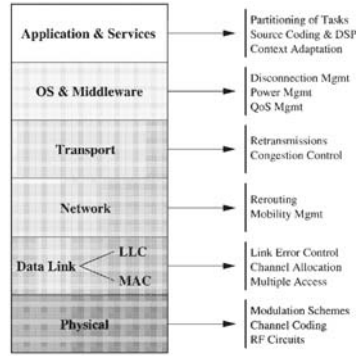 Application & Services
Partitioning of Tasks
Source Coding & DSP
Context Adaptation
OS & Middleware
Disconnection Mgmt
Power Mgmt
QoS Mgmt
Transport
Retransmissions
Congestion Control
Network
Rerouting
Mobility Mgmt
Data Link
LLC
MAC
Link Error Control
Channel Allocation
Multiple Access
Physical
Modulation Schemes
Channel Coding
RF Circuits